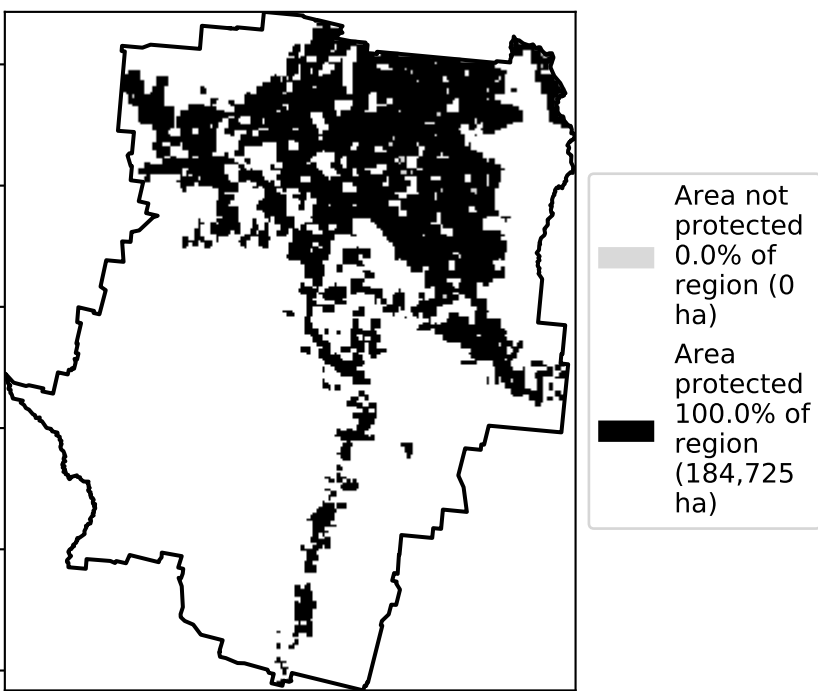 Area not
protected
0.0% of
region (0
ha)
Area
protected
100.0% of
region
(184,725
ha)